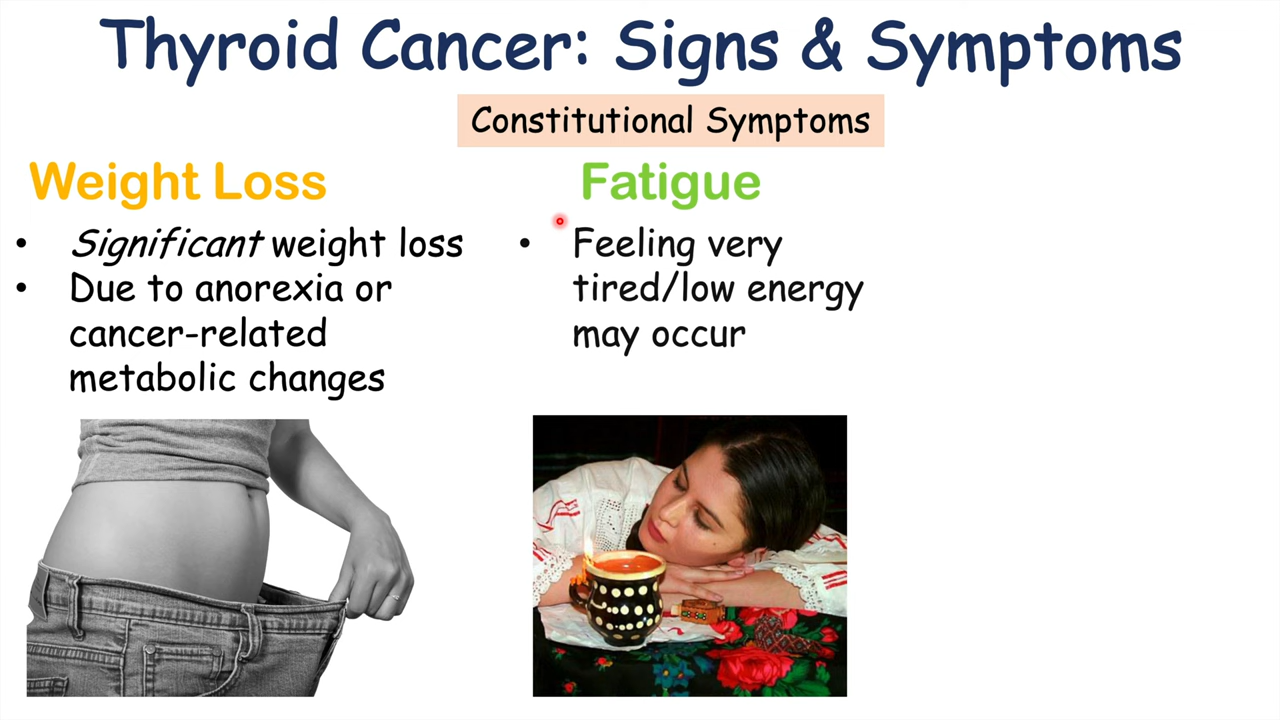 Thyroid Cancer: Signs & Symptoms
Constitutional Symptoms
Weight Loss
• Significant weight loss
• Due to anorexia or
cancer-related
metabolic changes
Fatigue
• Feeling very
tired/low energy
may occur